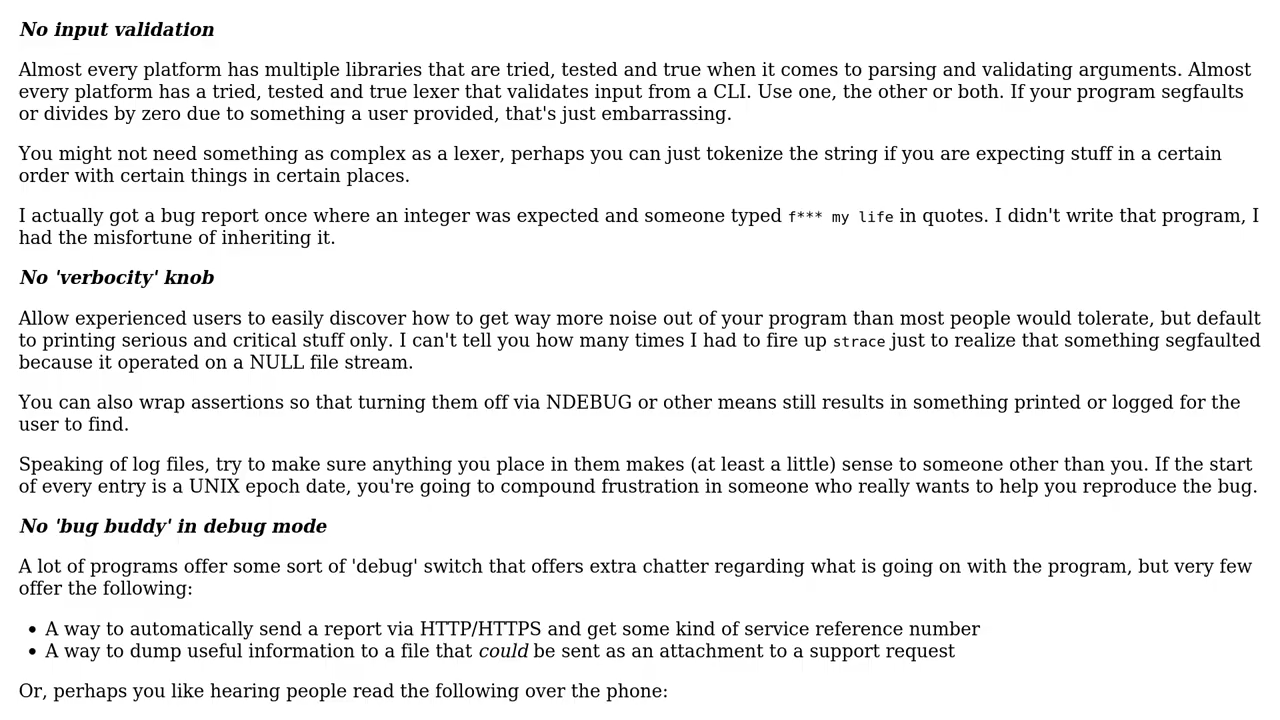 No input validation
Almost every platform has multiple libraries that are tried, tested and true when it comes to parsing and validating arguments. Almost
every platform has a tried, tested and true lexer that validates input from a CLI. Use one, the other or both. If your program segfaults
or divides by zero due to something a user provided, that's just embarrassing.
You might not need something as complex as a lexer, perhaps you can just tokenize the string if you are expecting stuff in a certain
order with certain things in certain places.
I actually got a bug report once where an integer was expected and someone typed f*** my life in quotes. I didn't write that program, I
had the misfortune of inheriting it.
No 'verbocity' knob
Allow experienced users to easily discover how to get way more noise out of your program than most people would tolerate, but default
to printing serious and critical stuff only. I can't tell you how many times I had to fire up strace just to realize that something segfaulted
because it operated on a NULL file stream.
You can also wrap assertions so that turning them off via NDEBUG or other means still results in something printed or logged for the
user to find.
Speaking of log files, try to make sure anything you place in them makes (at least a little) sense to someone other than you. If the start
of every entry is a UNIX epoch date, you're going to compound frustration in someone who really wants to help you reproduce the bug.
No 'bug buddy' in debug mode
A lot of programs offer some sort of 'debug' switch that offers extra chatter regarding what is going on with the program, but very few
offer the following:
• A way to automatically send a report via HTTP/HTTPS and get some kind of service reference number
• A way to dump useful information to a file that could be sent as an attachment to a support request
Or, perhaps you like hearing people read the following over the phone: